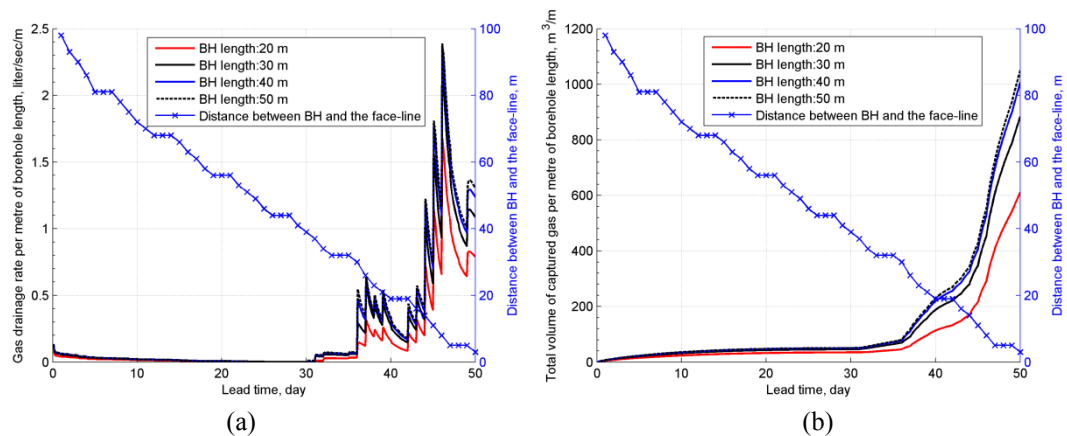 Gas drainage rate per metre of borehole length, liter/sec/m
2.5
2
1.5
1
0.5
0
BH length:20 m
BH length:30 m
BH length:40 m
BH length:50 m
Distance between BH and the face-line
100
80
60
40
20
0
Distance between BH and the face-line, m
0 10 20 30 40 50
Lead time, day
(a)
Total volume of captured gas per metre of borehole length, m³/m
1200
1000
800
600
400
200
0
BH length:20 m
BH length:30 m
BH length:40 m
BH length:50 m
Distance between BH and the face-line
100
80
60
40
20
0
Distance between BH and the face-line, m
0 10 20 30 40 50
Lead time, day
(b)